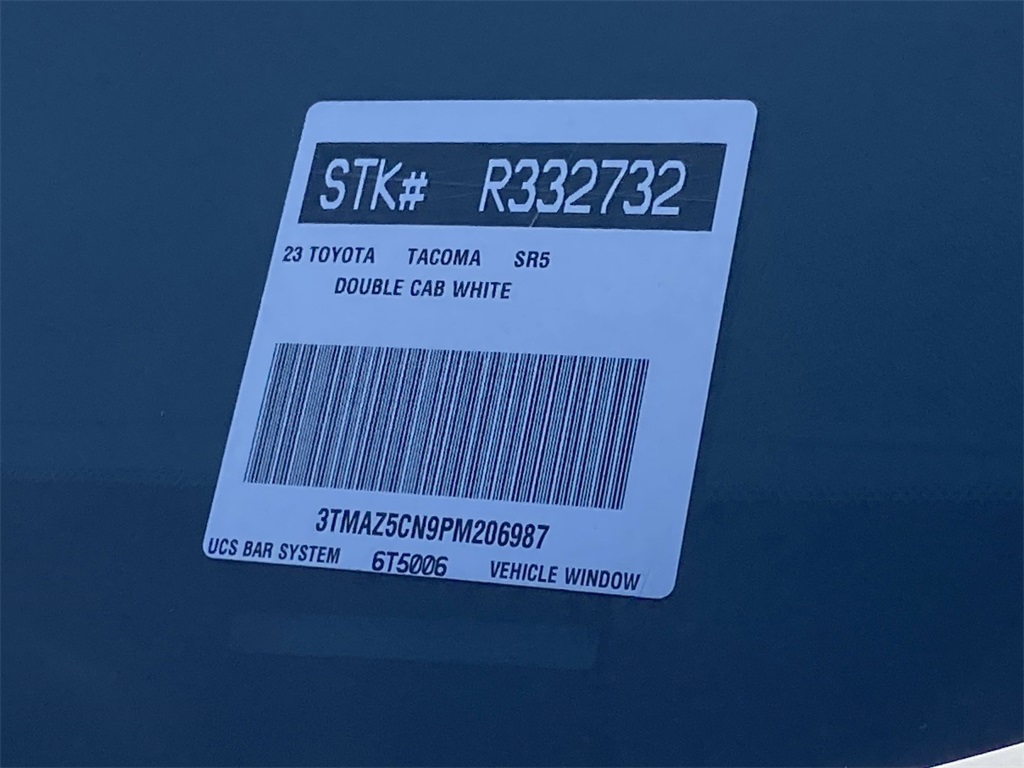 STK# R332732
23 TOYOTA TACOMA SR5
DOUBLE CAB WHITE
3TMAZ5CN9PM206987
UCS BAR SYSTEM 6T5006 VEHICLE WINDOW